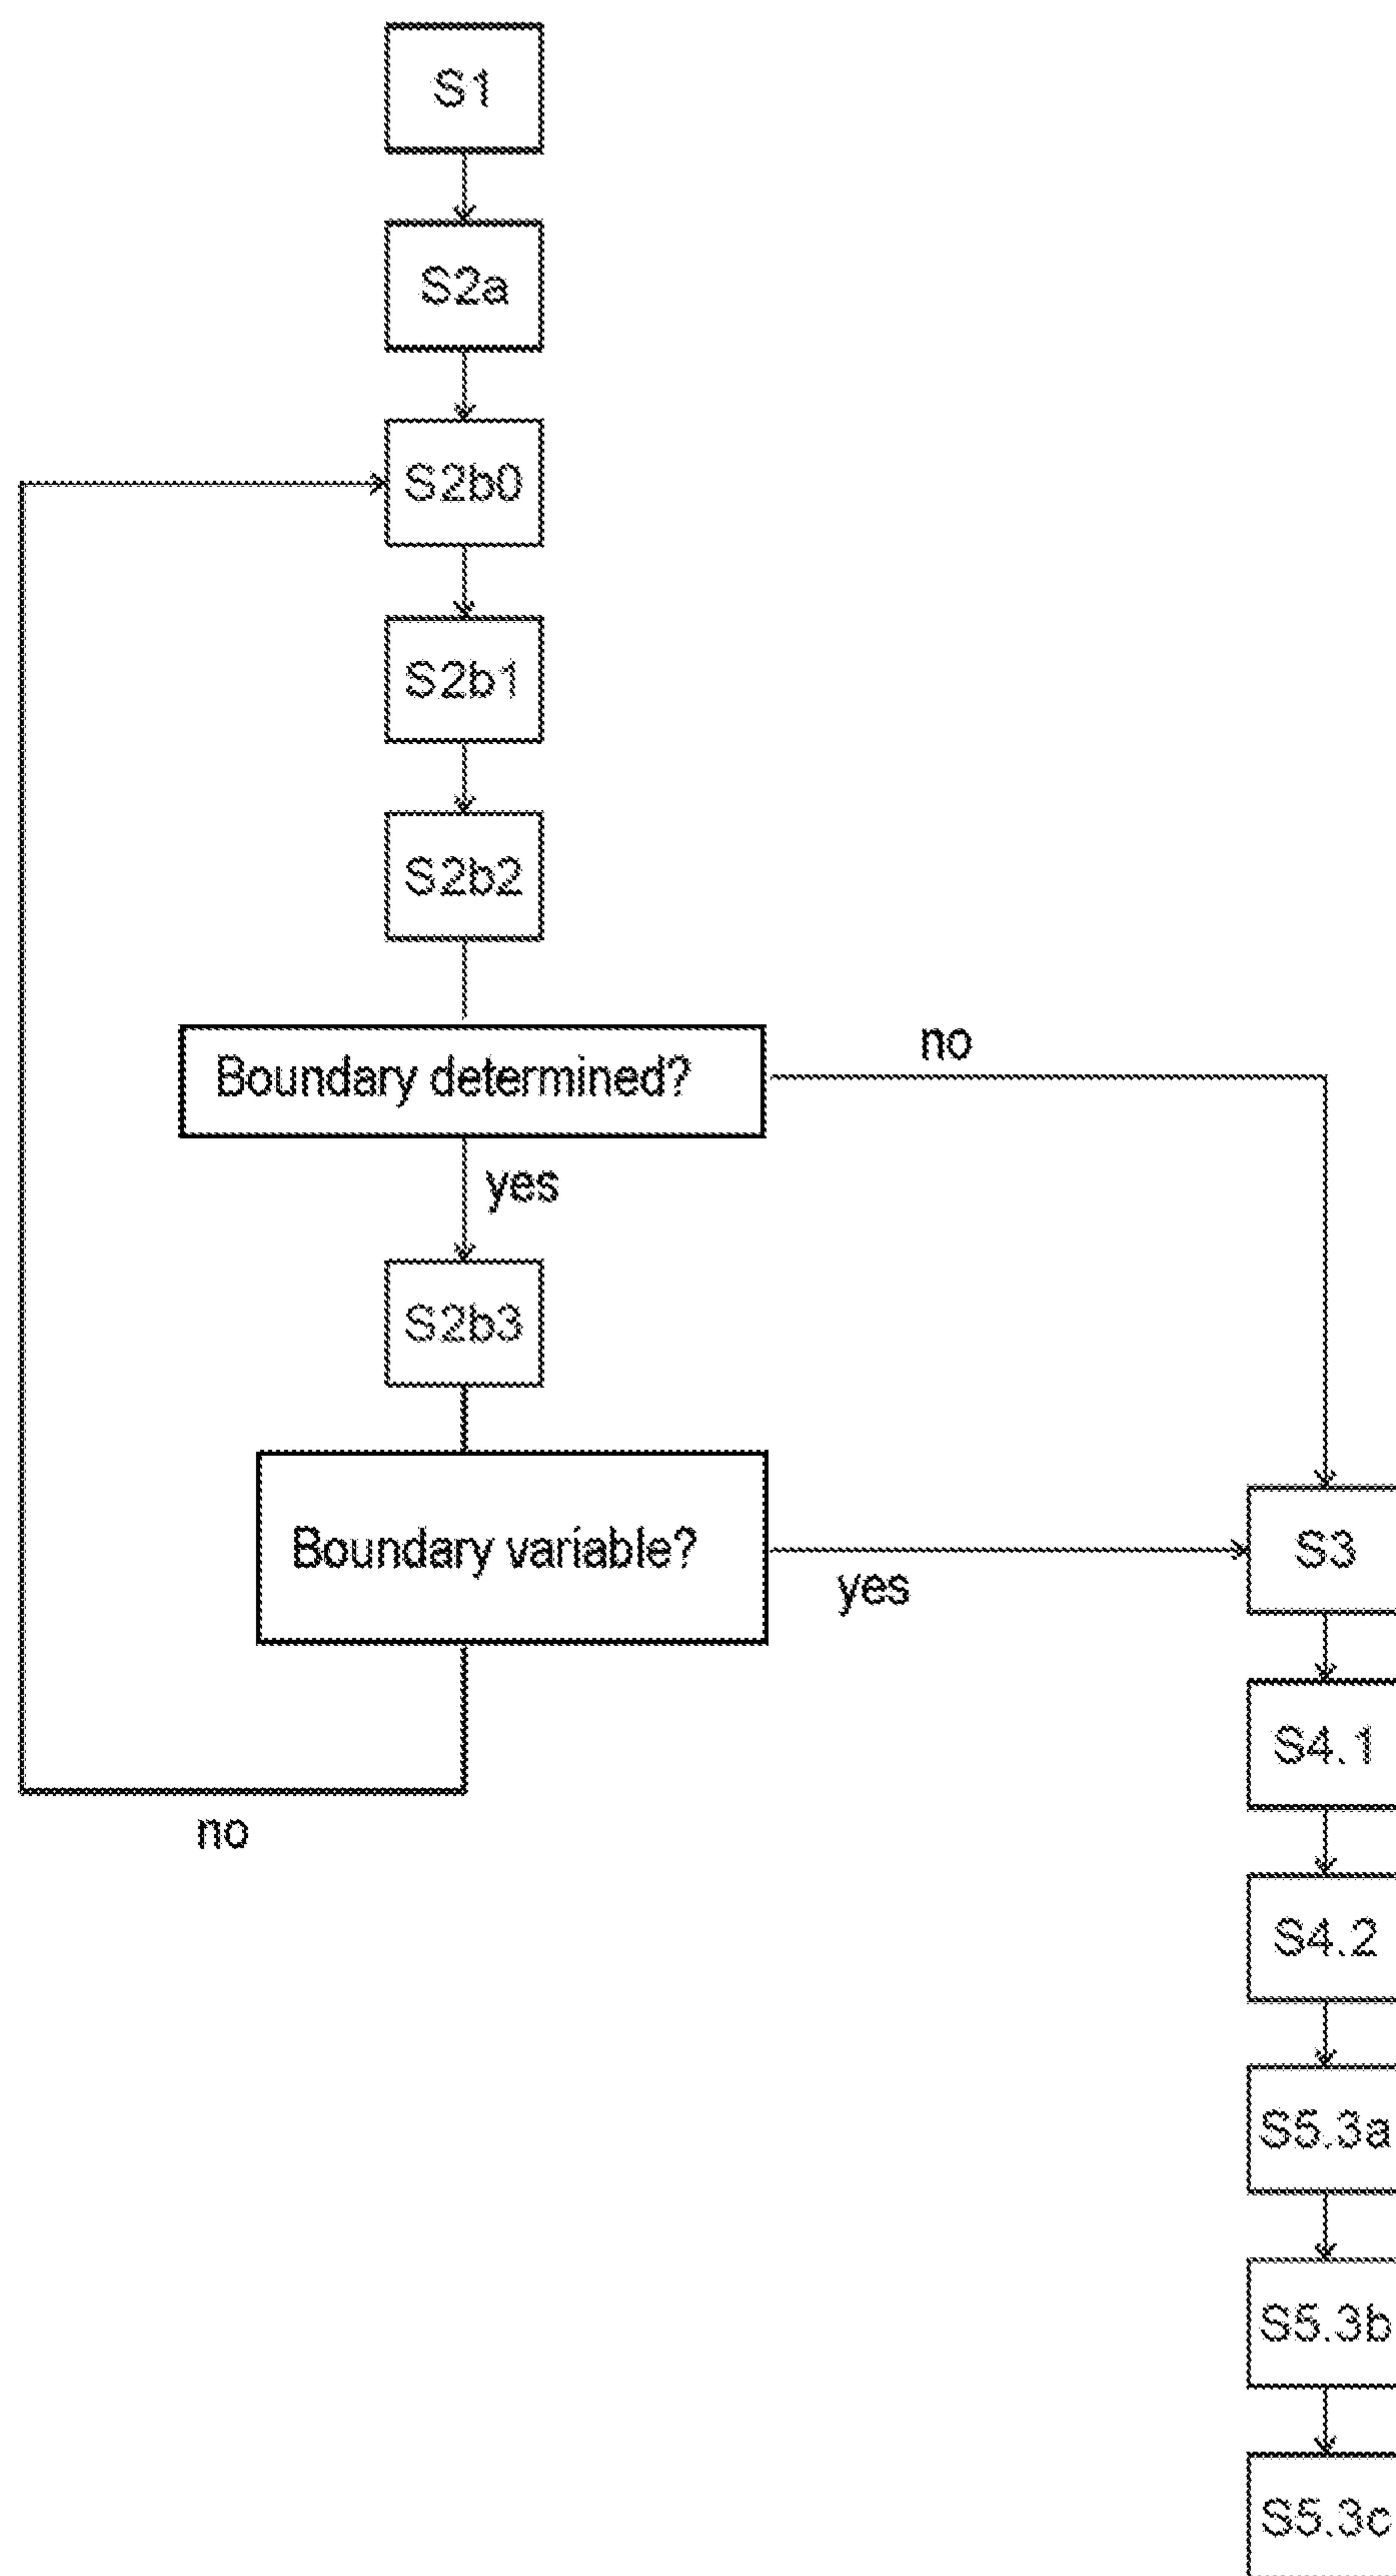 S1
S2a
S2b0
S2b1
S2b2
Boundary determined?
no
yes
S2b3
Boundary variable?
yes
S3
no
S4.1
S4.2
S5.3a
S5.3b
S5.3c